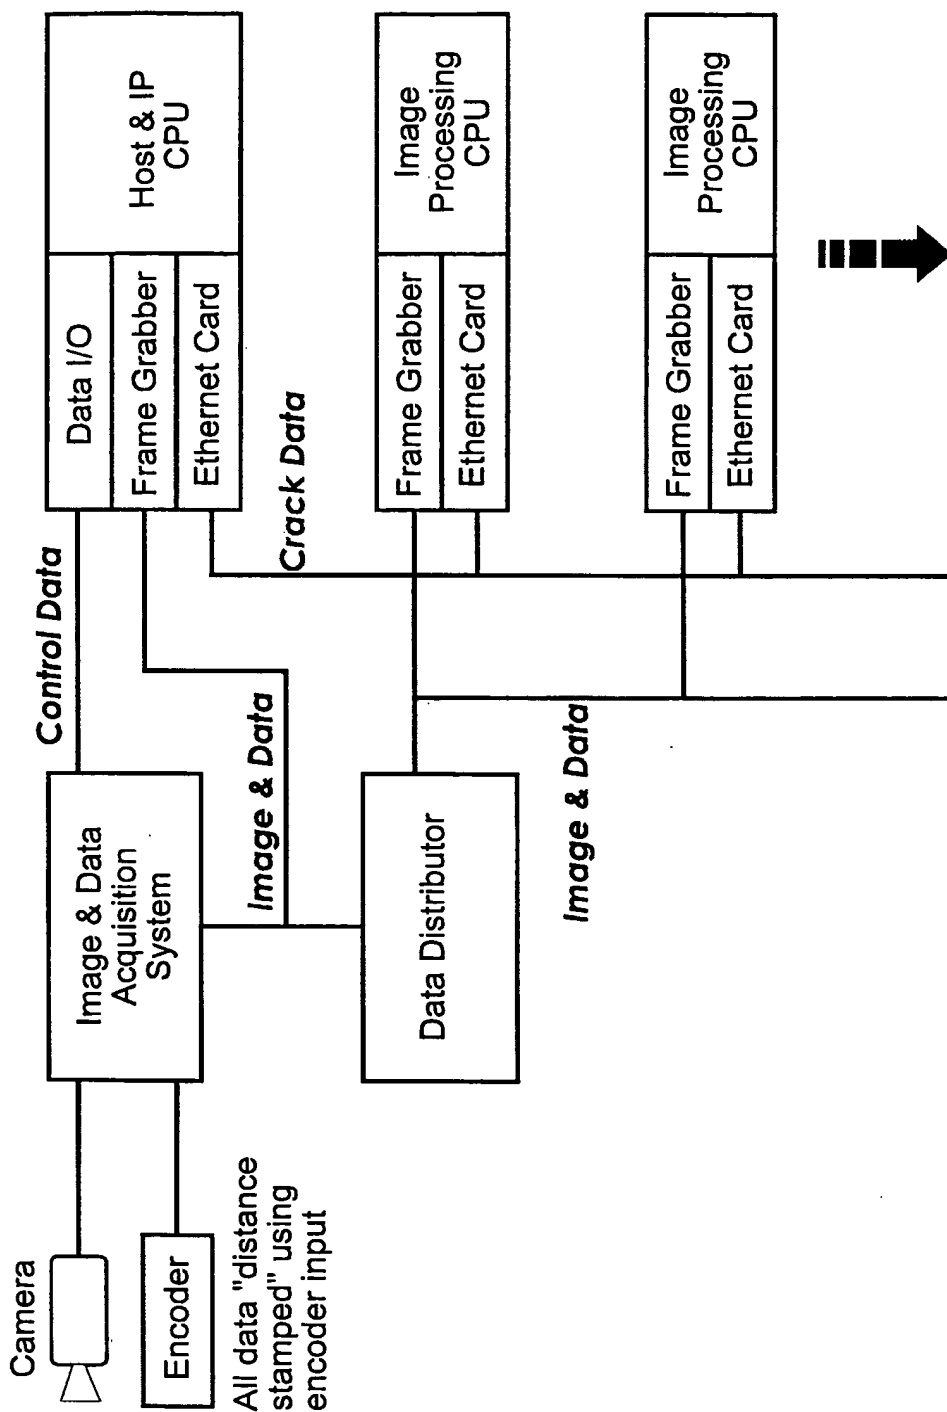 Camera
Encoder
All data "distance
stamped" using
encoder input
Image & Data
Acquisition
System
Control Data
Image & Data
Data Distributor
Image & Data
Data I/O
Frame Grabber
Ethernet Card
Host & IP
CPU
Crack Data
Frame Grabber
Ethernet Card
Image
Processing
CPU
Frame Grabber
Ethernet Card
Image
Processing
CPU